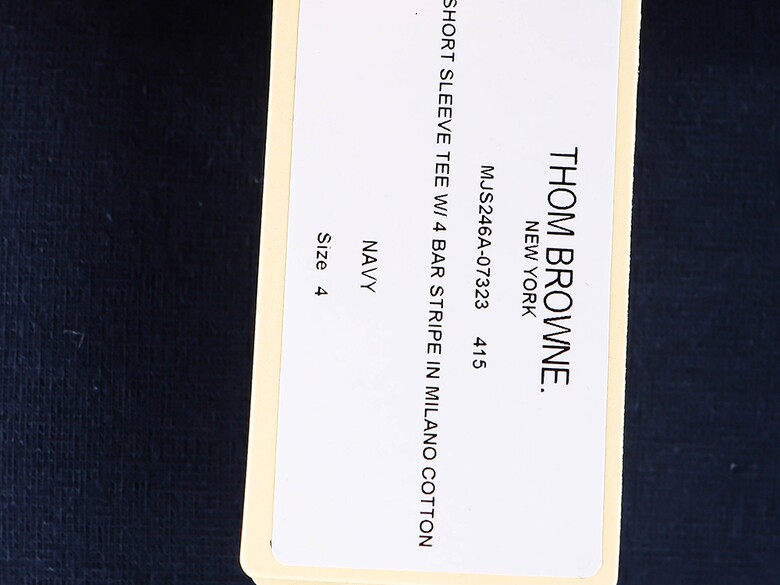 THOM BROWNE.
NEW YORK
MJS246A-07323 415
SHORT SLEEVE TEE W/ 4 BAR STRIPE IN MILANO COTTON
NAVY
Size 4